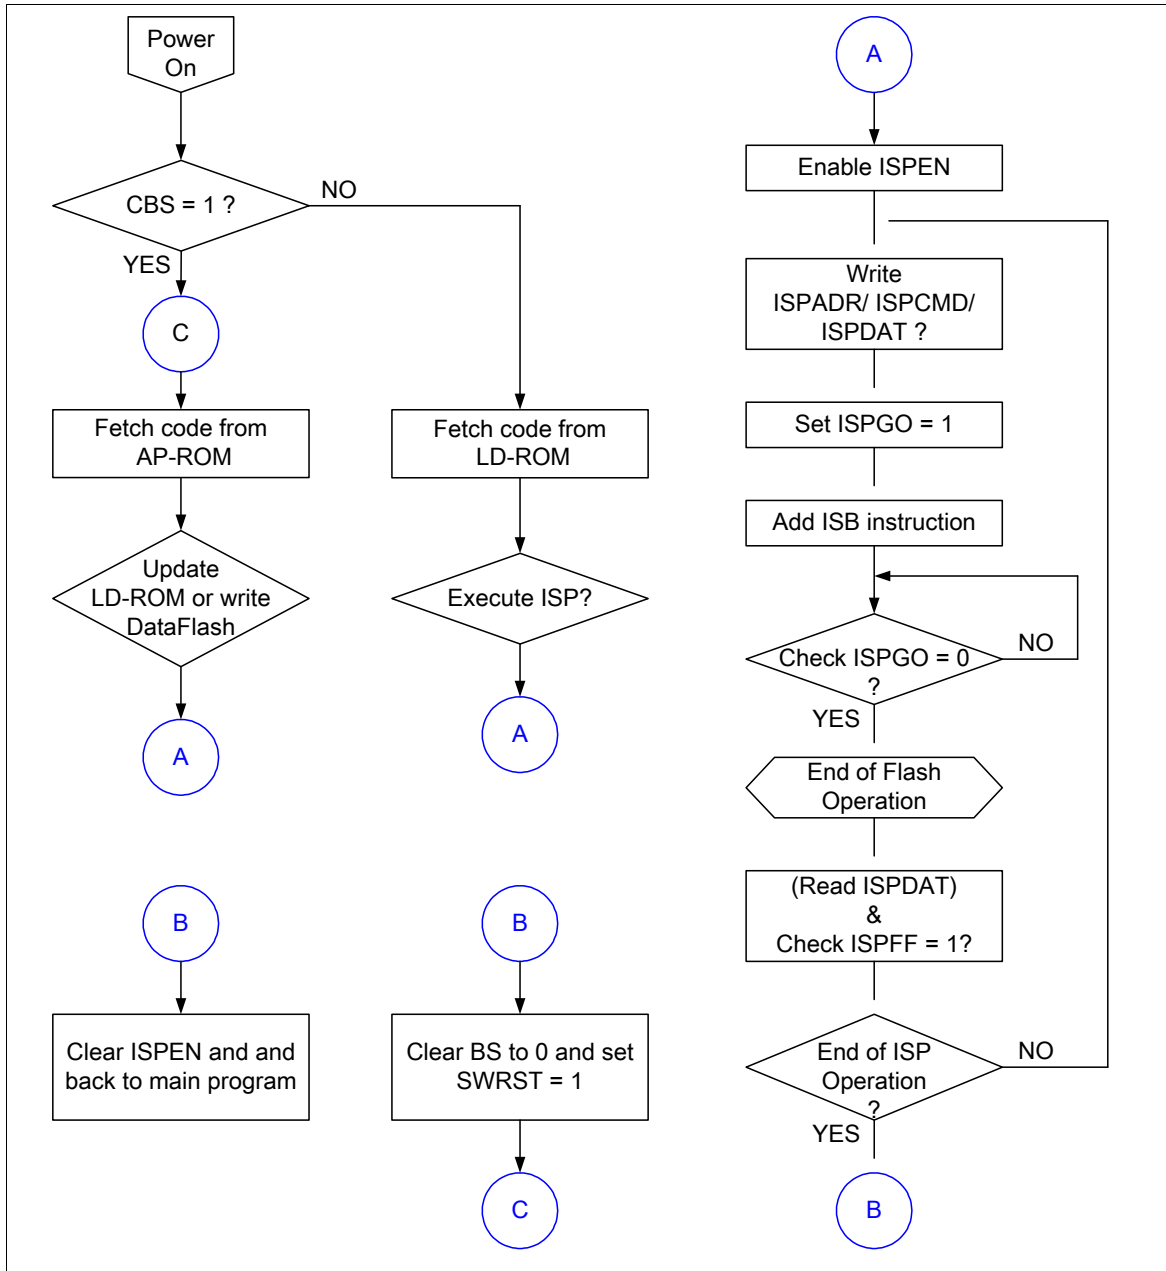 Power
On
CBS = 1 ?
NO
YES
C
Fetch code from
AP-ROM
Update
LD-ROM or write
DataFlash
A
Fetch code from
LD-ROM
Execute ISP?
A
B
Clear ISPEN and and
back to main program
B
Clear BS to 0 and set
SWRST = 1
C
A
Enable ISPEN
Write
ISPADR/ ISPCMD/
ISPDAT ?
Set ISPGO = 1
Add ISB instruction
Check ISPGO = 0
?
NO
YES
End of Flash
Operation
(Read ISPDAT)
&
Check ISPFF = 1?
End of ISP
Operation
?
NO
YES
B